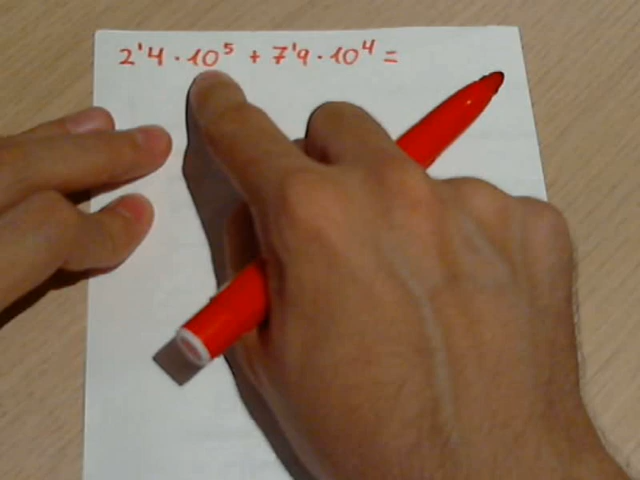 2'4 · 10⁵ + 7'9 · 10⁴ =